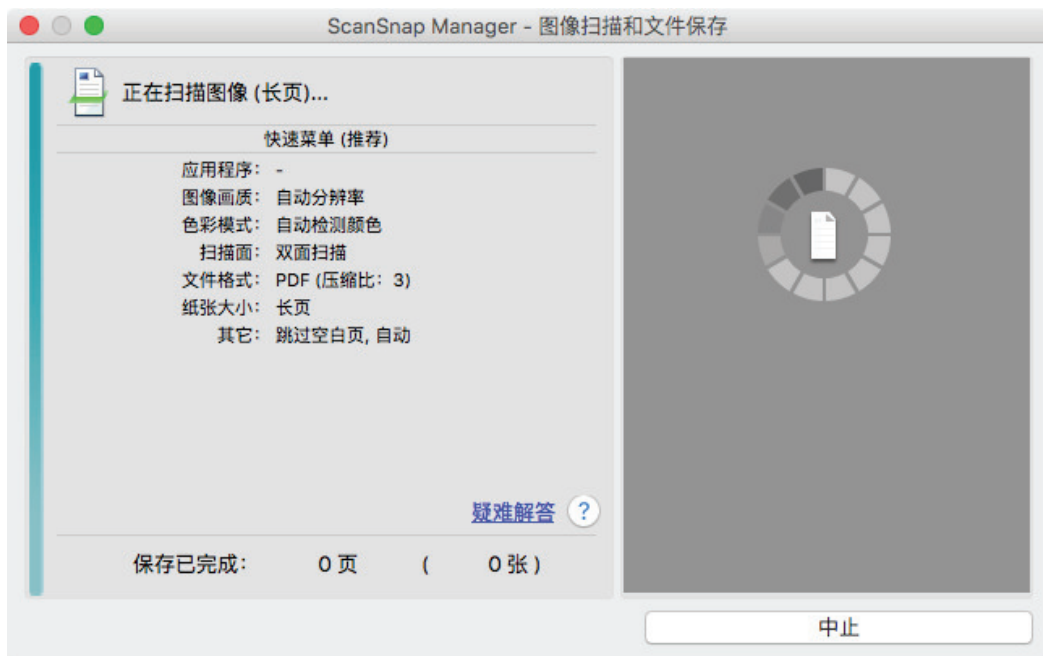 ScanSnap Manager - 图像扫描和文件保存
正在扫描图像 (长页)...
快速菜单 (推荐)
应用程序: -
图像画质: 自动分辨率
色彩模式: 自动检测颜色
扫描面: 双面扫描
文件格式: PDF (压缩比: 3)
纸张大小: 长页
其它: 跳过空白页, 自动
疑难解答 ?
保存已完成: 0 页 ( 0 张 )
中止